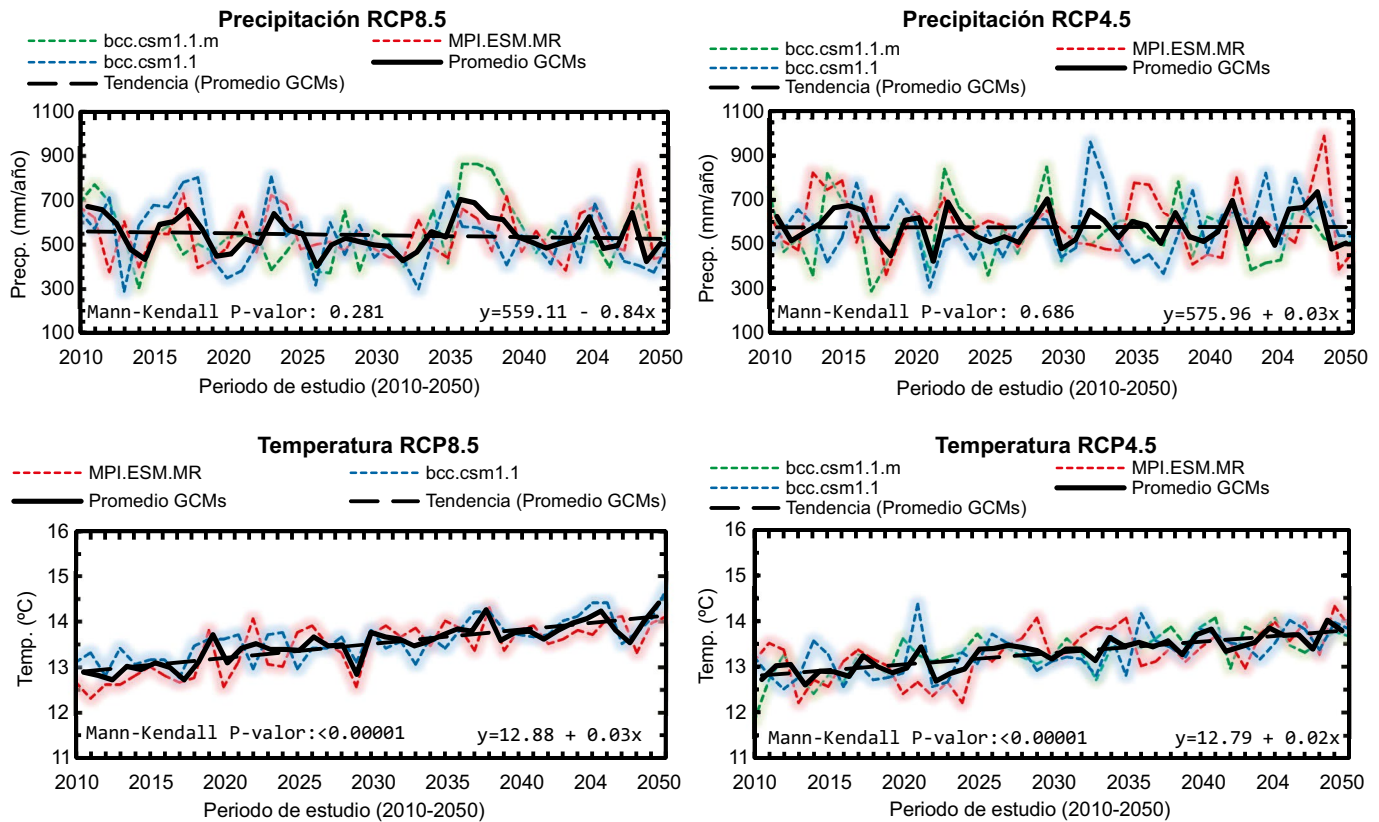 Precipitación RCP8.5
bcc.csm1.1.m
MPI.ESM.MR
bcc.csm1.1
Promedio GCMs
Tendencia (Promedio GCMs)
Precp. (mm/año)
1100
900
700
500
300
100
Mann-Kendall P-valor: 0.281
y=559.11 - 0.84x
2010 2015 2020 2025 2030 2035 2040 204 2050
Periodo de estudio (2010-2050)
Precipitación RCP4.5
bcc.csm1.1.m
MPI.ESM.MR
bcc.csm1.1
Promedio GCMs
Tendencia (Promedio GCMs)
Precp. (mm/año)
1100
900
700
500
300
100
Mann-Kendall P-valor: 0.686
y=575.96 + 0.03x
2010 2015 2020 2025 2030 2035 2040 204 2050
Periodo de estudio (2010-2050)
Temperatura RCP8.5
MPI.ESM.MR
bcc.csm1.1
Promedio GCMs
Tendencia (Promedio GCMs)
Temp. (ºC)
16
15
14
13
12
11
Mann-Kendall P-valor:<0.00001
y=12.88 + 0.03x
2010 2015 2020 2025 2030 2035 2040 204 2050
Periodo de estudio (2010-2050)
Temperatura RCP4.5
bcc.csm1.1.m
MPI.ESM.MR
bcc.csm1.1
Promedio GCMs
Tendencia (Promedio GCMs)
Temp. (ºC)
16
15
14
13
12
11
Mann-Kendall P-valor:<0.00001
y=12.79 + 0.02x
2010 2015 2020 2025 2030 2035 2040 204 2050
Periodo de estudio (2010-2050)